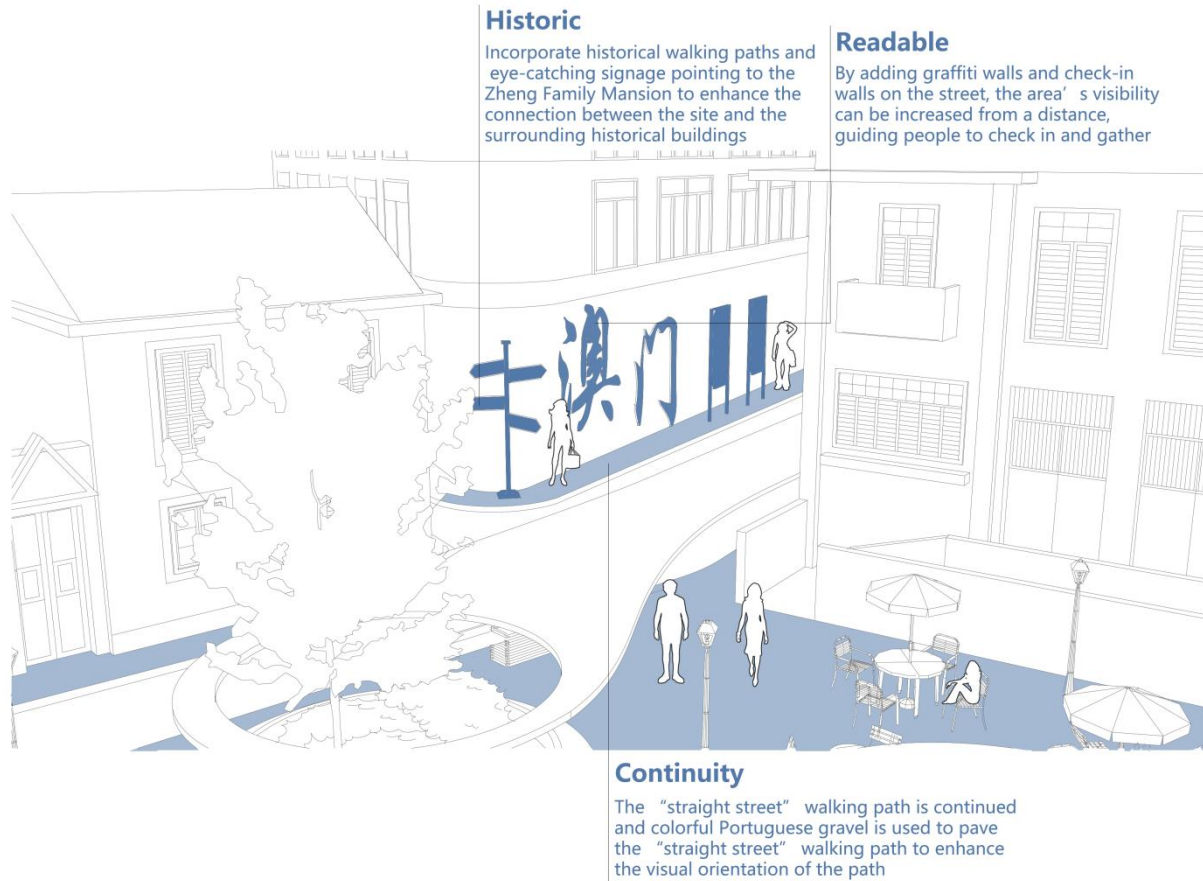 Historic
Incorporate historical walking paths and
eye-catching signage pointing to the
Zheng Family Mansion to enhance the
connection between the site and the
surrounding historical buildings
Readable
By adding graffiti walls and check-in
walls on the street, the area’ s visibility
can be increased from a distance,
guiding people to check in and gather
澳门
Continuity
The “straight street” walking path is continued
and colorful Portuguese gravel is used to pave
the “straight street” walking path to enhance
the visual orientation of the path